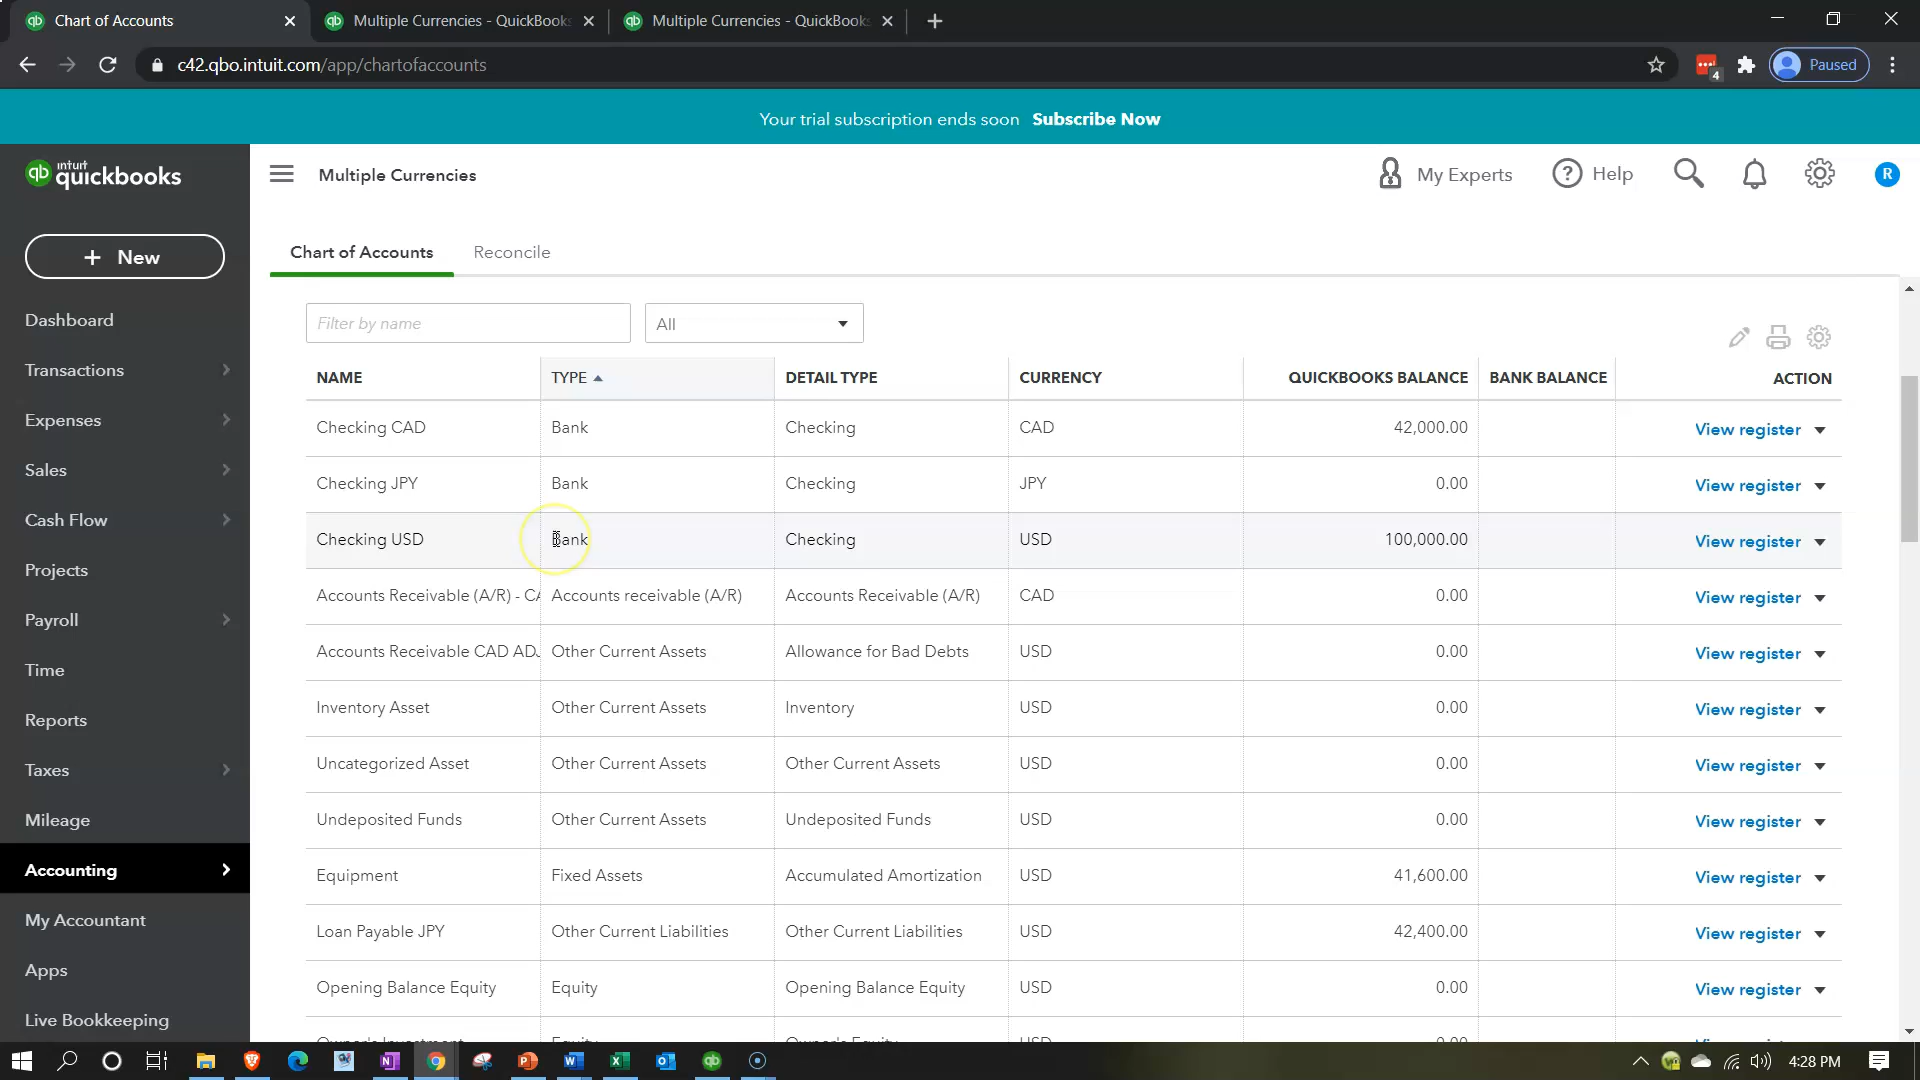 Chart of Accounts
Multiple Currencies - QuickBooks
Multiple Currencies - QuickBooks
c42.qbo.intuit.com/app/chartofaccounts
4
Paused
Your trial subscription ends soon Subscribe Now
qb intuit quickbooks
Multiple Currencies
My Experts
Help
R
+ New
Dashboard
Transactions
Expenses
Sales
Cash Flow
Projects
Payroll
Time
Reports
Taxes
Mileage
Accounting
My Accountant
Apps
Live Bookkeeping
Chart of Accounts Reconcile
Filter by name All
NAME TYPE DETAIL TYPE CURRENCY QUICKBOOKS BALANCE BANK BALANCE ACTION
Checking CAD Bank Checking CAD 42,000.00 View register
Checking JPY Bank Checking JPY 0.00 View register
Checking USD Bank Checking USD 100,000.00 View register
Accounts Receivable (A/R) - CA Accounts receivable (A/R) Accounts Receivable (A/R) CAD 0.00 View register
Accounts Receivable CAD ADJ Other Current Assets Allowance for Bad Debts USD 0.00 View register
Inventory Asset Other Current Assets Inventory USD 0.00 View register
Uncategorized Asset Other Current Assets Other Current Assets USD 0.00 View register
Undeposited Funds Other Current Assets Undeposited Funds USD 0.00 View register
Equipment Fixed Assets Accumulated Amortization USD 41,600.00 View register
Loan Payable JPY Other Current Liabilities Other Current Liabilities USD 42,400.00 View register
Opening Balance Equity Equity Opening Balance Equity USD 0.00 View register
4:28 PM